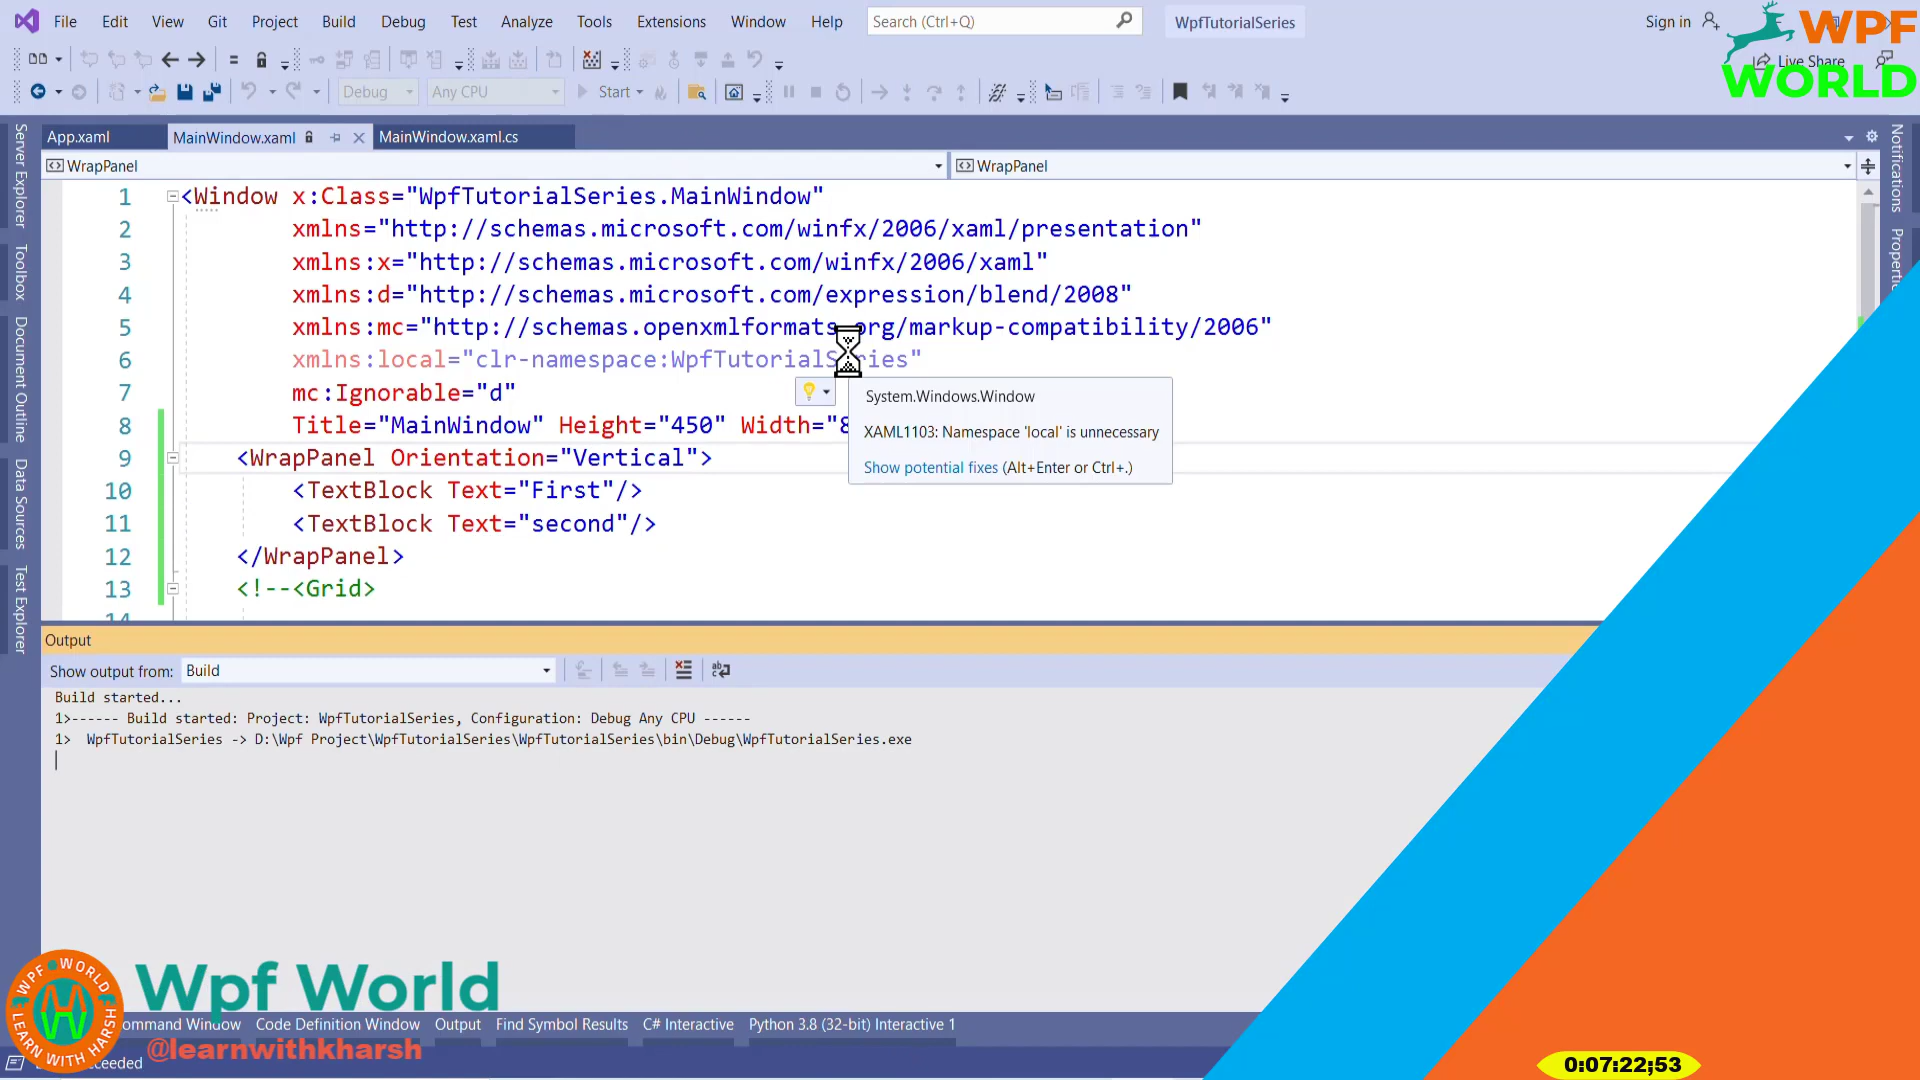 File Edit View Git Project Build Debug Test Analyze Tools Extensions Window Help Search (Ctrl+Q) WpfTutorialSeries Sign in
WPF
Live Share
WORLD
Debug Any CPU Start
App.xaml MainWindow.xaml MainWindow.xaml.cs
WrapPanel WrapPanel
Server Explorer
Toolbox
Document Outline
Data Sources
Test Explorer
Notifications
1 <Window x:Class="WpfTutorialSeries.MainWindow"
2 xmlns="http://schemas.microsoft.com/winfx/2006/xaml/presentation"
3 xmlns:x="http://schemas.microsoft.com/winfx/2006/xaml"
4 xmlns:d="http://schemas.microsoft.com/expression/blend/2008"
5 xmlns:mc="http://schemas.openxmlformats.org/markup-compatibility/2006"
6 xmlns:local="clr-namespace:WpfTutorialSeries"
7 mc:Ignorable="d"
8 Title="MainWindow" Height="450" Width="8
9 <WrapPanel Orientation="Vertical">
10 <TextBlock Text="First"/>
11 <TextBlock Text="second"/>
12 </WrapPanel>
13 <!--<Grid>
14
System.Windows.Window
XAML1103: Namespace 'local' is unnecessary
Show potential fixes (Alt+Enter or Ctrl+.)
Output
Show output from: Build
Build started...
1>------ Build started: Project: WpfTutorialSeries, Configuration: Debug Any CPU ------
1> WpfTutorialSeries -> D:\Wpf Project\WpfTutorialSeries\WpfTutorialSeries\bin\Debug\WpfTutorialSeries.exe
WPF WORLD
LEARN WITH HARSH
Wpf World
ommand Window Code Definition Window Output Find Symbol Results C# Interactive Python 3.8 (32-bit) Interactive 1
@learnwithkharsh
0:07:22;53